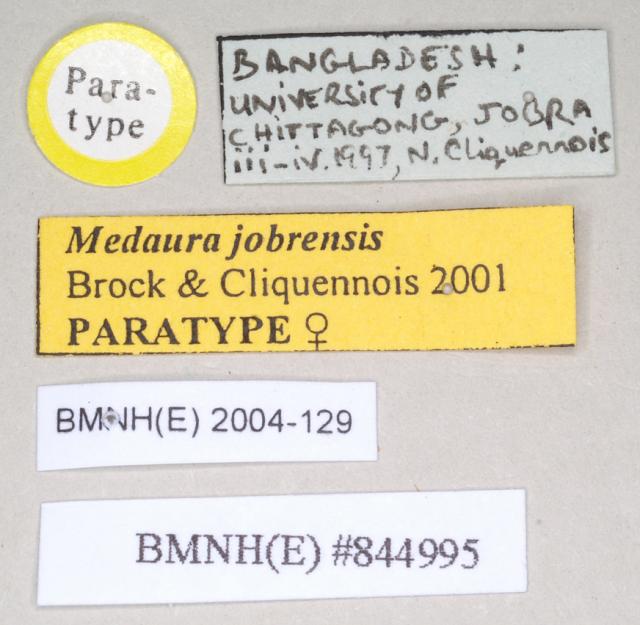 Para-
type
BANGLADESH:
UNIVERSITY OF
CHITTAGONG, JOBRA
iii-iv.1997, N. Cliquennois
Medaura jobrensis
Brock & Cliquennois 2001
PARATYPE ♀
BMNH(E) 2004-129
BMNH(E) #844995